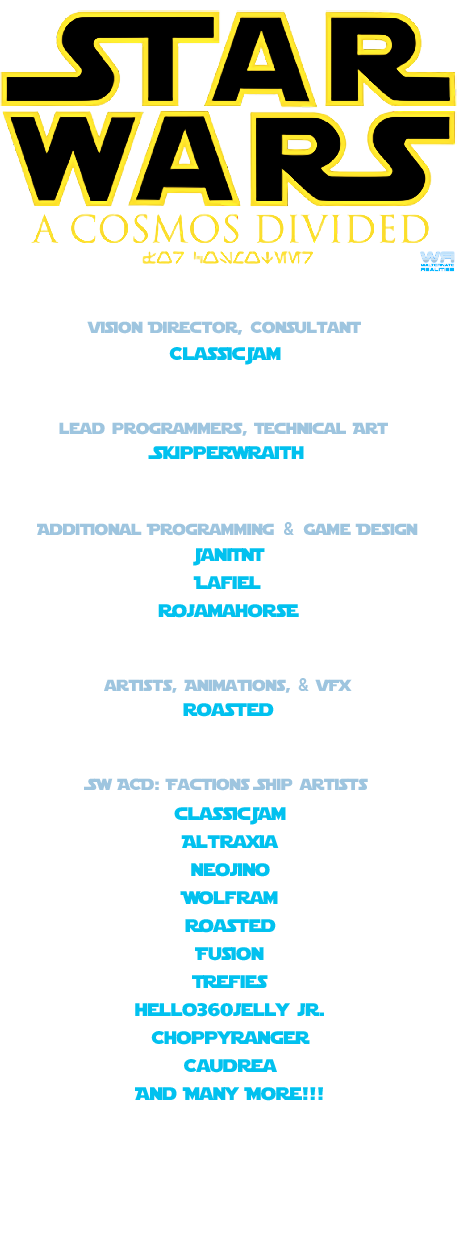 STAR
WARS
A COSMOS DIVIDED
WR
VISION DIRECTOR, CONSULTANT
CLASSICJAM
LEAD PROGRAMMERS, TECHNICAL ART
SKIPPERWRAITH
ADDITIONAL PROGRAMMING & GAME DESIGN
JANITNT
LAFIEL
ROJAMAHORSE
ARTISTS, ANIMATIONS, & VFX
ROASTED
SW ACD: FACTIONS SHIP ARTISTS
CLASSICJAM
ALTRAXIA
NEOJINO
WOLFRAM
ROASTED
FUSION
TREFIES
HELLO360JELLY JR.
CHOPPYRANGER
CAUDREA
AND MANY MORE!!!